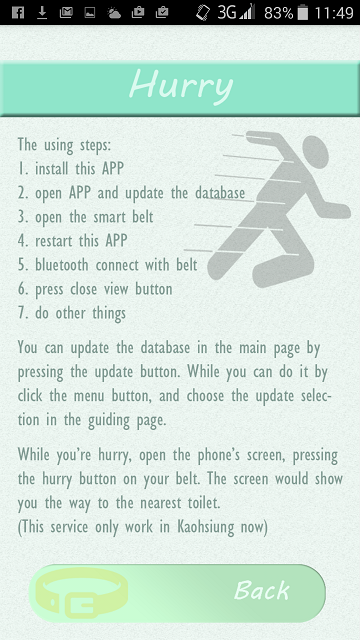 3G 83% 11:49
Hurry
The using steps:
1. install this APP
2. open APP and update the database
3. open the smart belt
4. restart this APP
5. bluetooth connect with belt
6. press close view button
7. do other things
You can update the database in the main page by
pressing the update button. While you can do it by
click the menu button, and choose the update selec-
tion in the guiding page.
While you're hurry, open the phone's screen, pressing
the hurry button on your belt. The screen would show
you the way to the nearest toilet.
(This service only work in Kaohsiung now)
Back